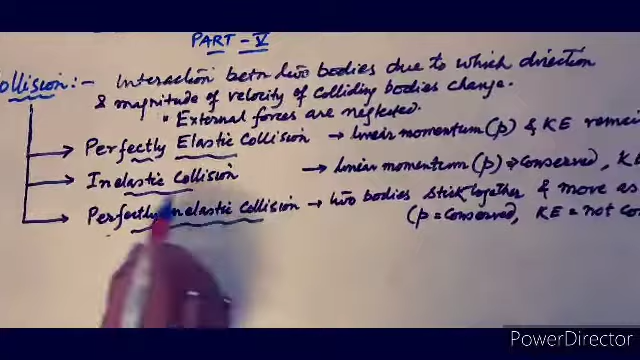 PART - V
Collision :- Interaction betn two bodies due to which direction
& magnitude of velocity of colliding bodies change.
* External forces are neglected.
Perfectly Elastic Collision → linear momentum (p) & KE remai
Inelastic Collision → linear momentum (p) → conserved, KE
Perfectly Inelastic Collision → two bodies stick together & move as
(p = conserved, KE = not con
PowerDirector